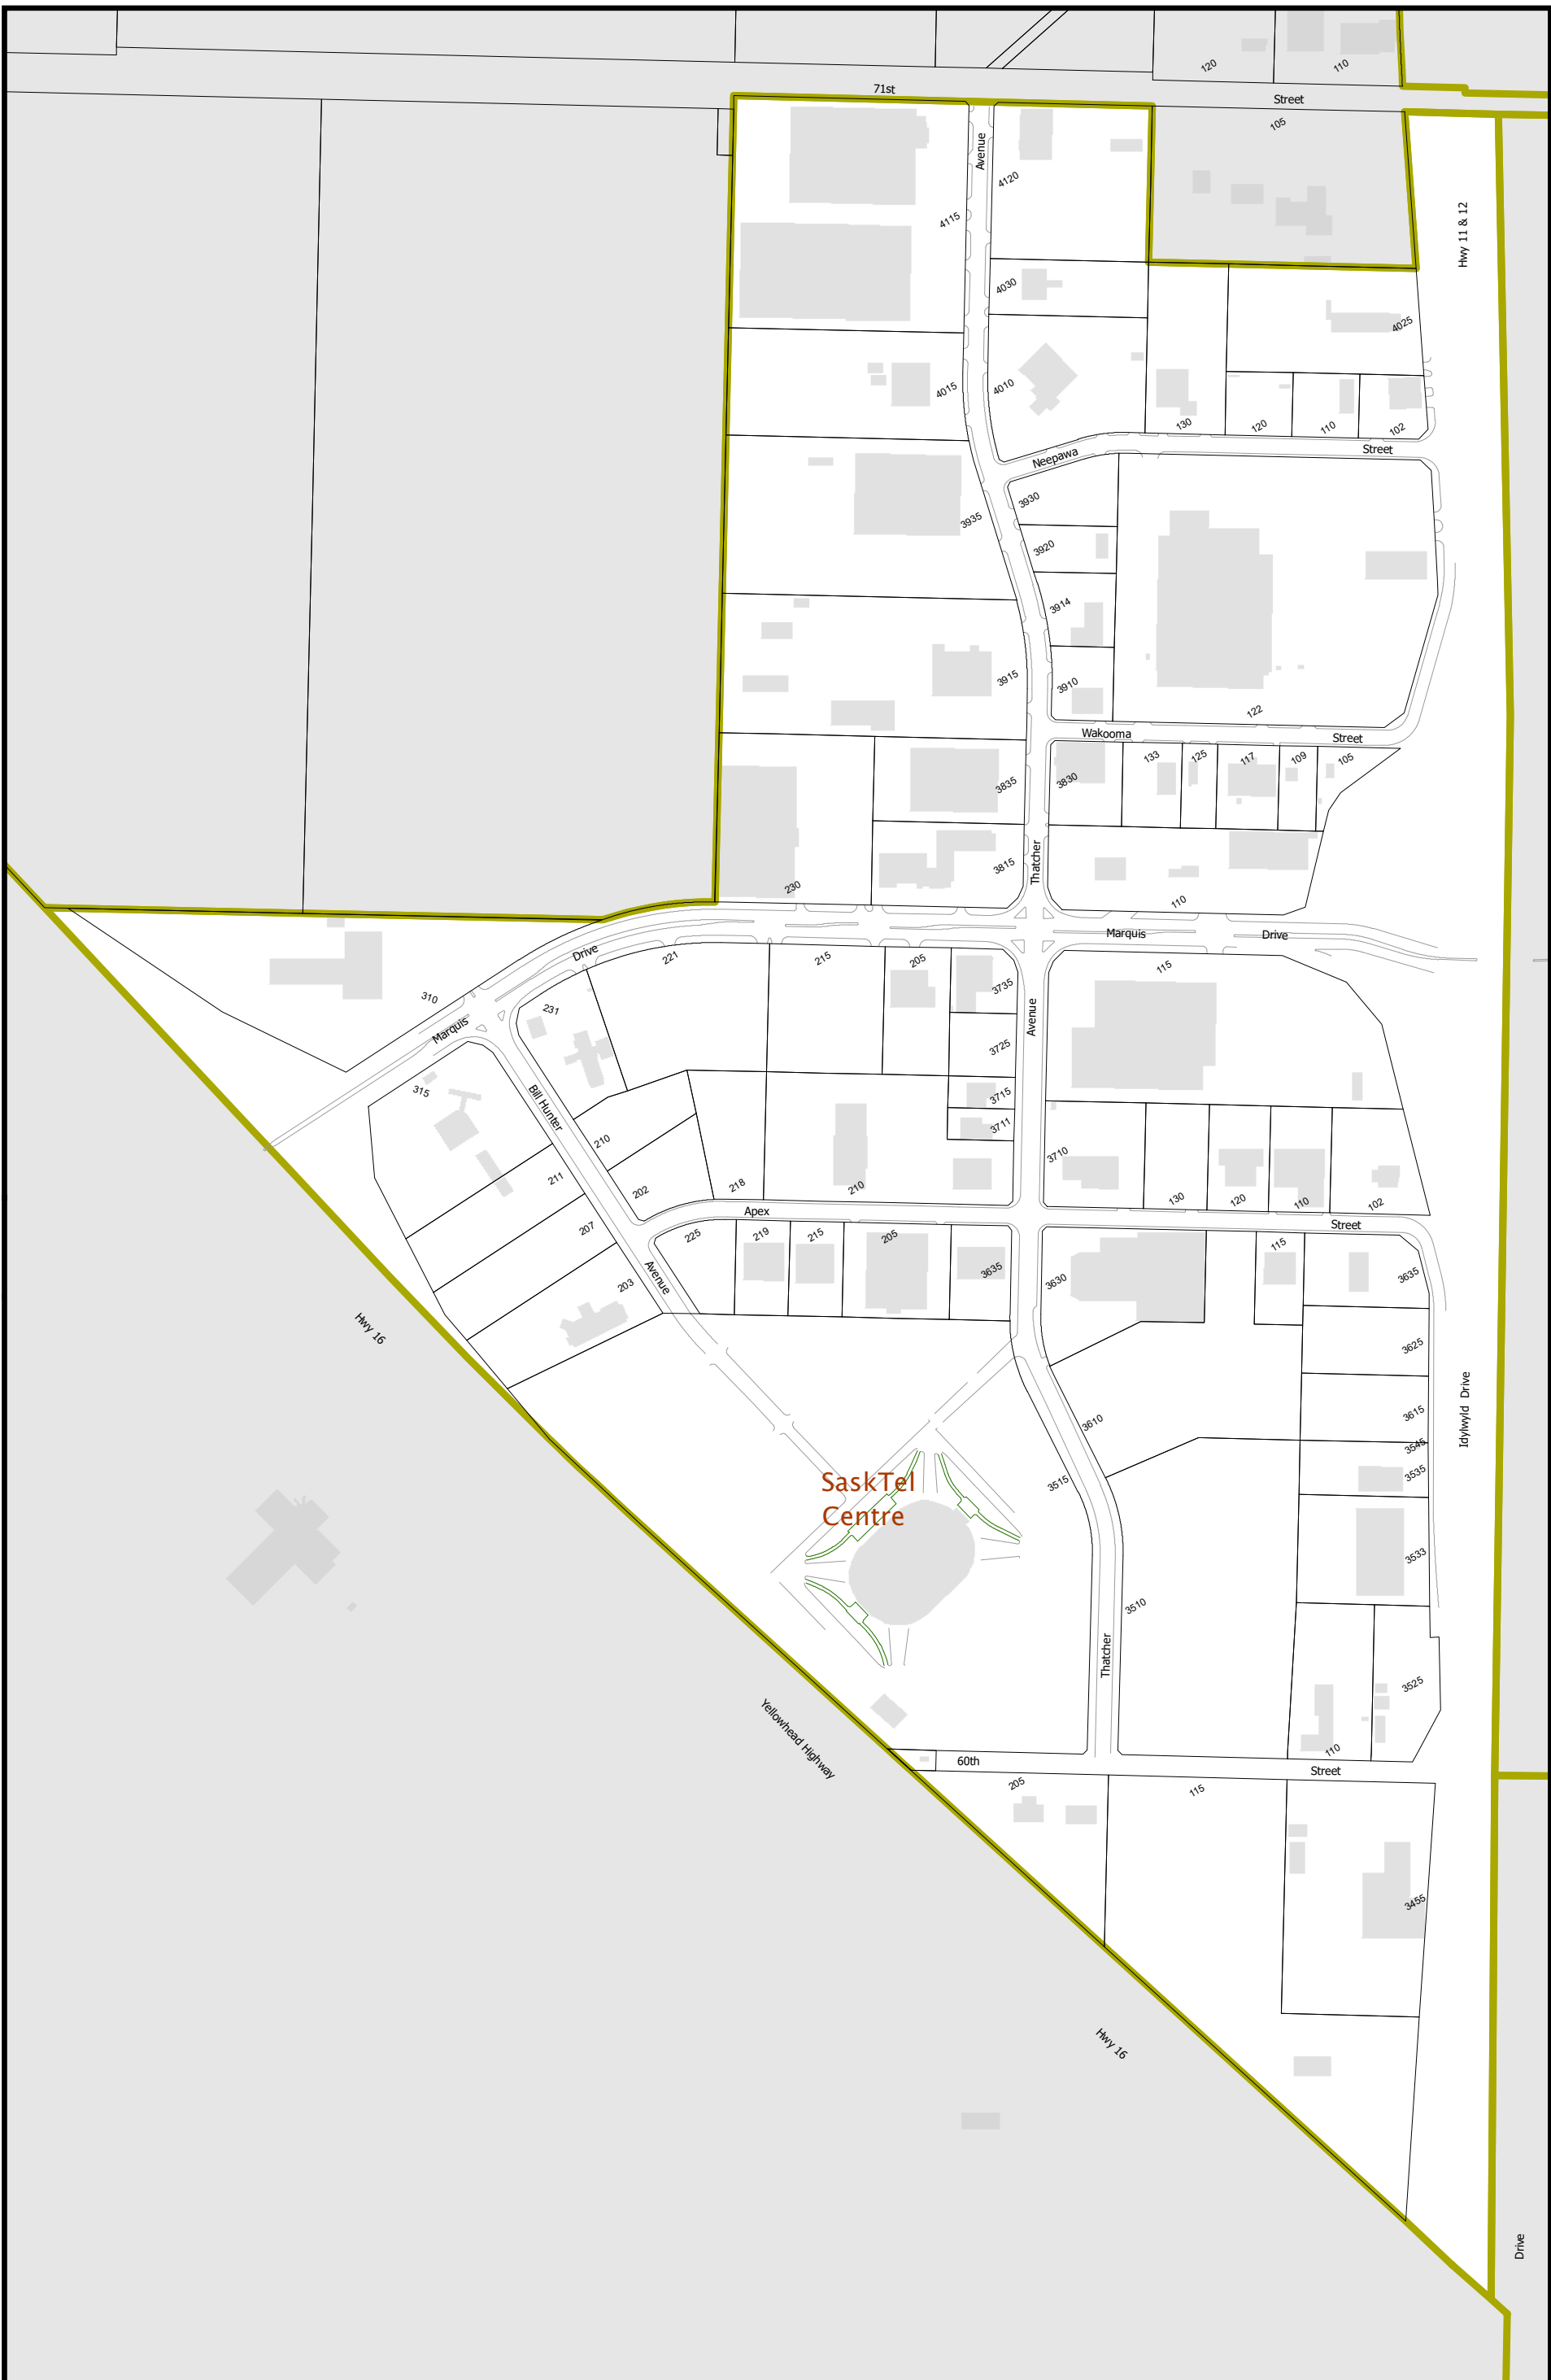 120
110
71st
Street
105
Avenue
4120
4115
Hwy 11 & 12
4030
4025
4015
4010
130
120
110
102
Neepawa
Street
3930
3935
3920
3914
3915
3910
122
Wakooma
Street
3835
3830
133
125
117
109
105
Thatcher
3815
230
110
Marquis
Drive
Drive
221
215
205
115
310
231
3735
Avenue
Marquis
3725
315
Bill Hunter
3715
3711
210
3710
211
202
218
210
130
120
110
102
Apex
Street
207
225
219
215
205
115
203
Avenue
3635
3630
3635
Hwy 16
3625
3610
3615
Idylwyld Drive
3545
3535
SaskTel
Centre
3515
3533
3510
Thatcher
3525
Yellowhead Highway
110
60th
Street
205
115
3455
Hwy 16
Drive